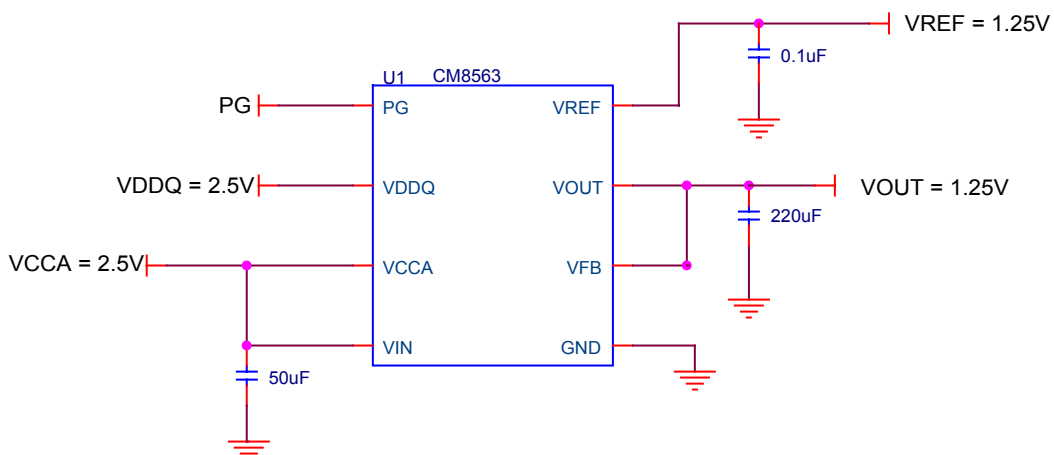 VREF = 1.25V
0.1uF
U1 CM8563
PG
PG
VREF
VDDQ = 2.5V
VDDQ
VOUT
VOUT = 1.25V
220uF
VCCA = 2.5V
VCCA
VFB
VIN
GND
50uF